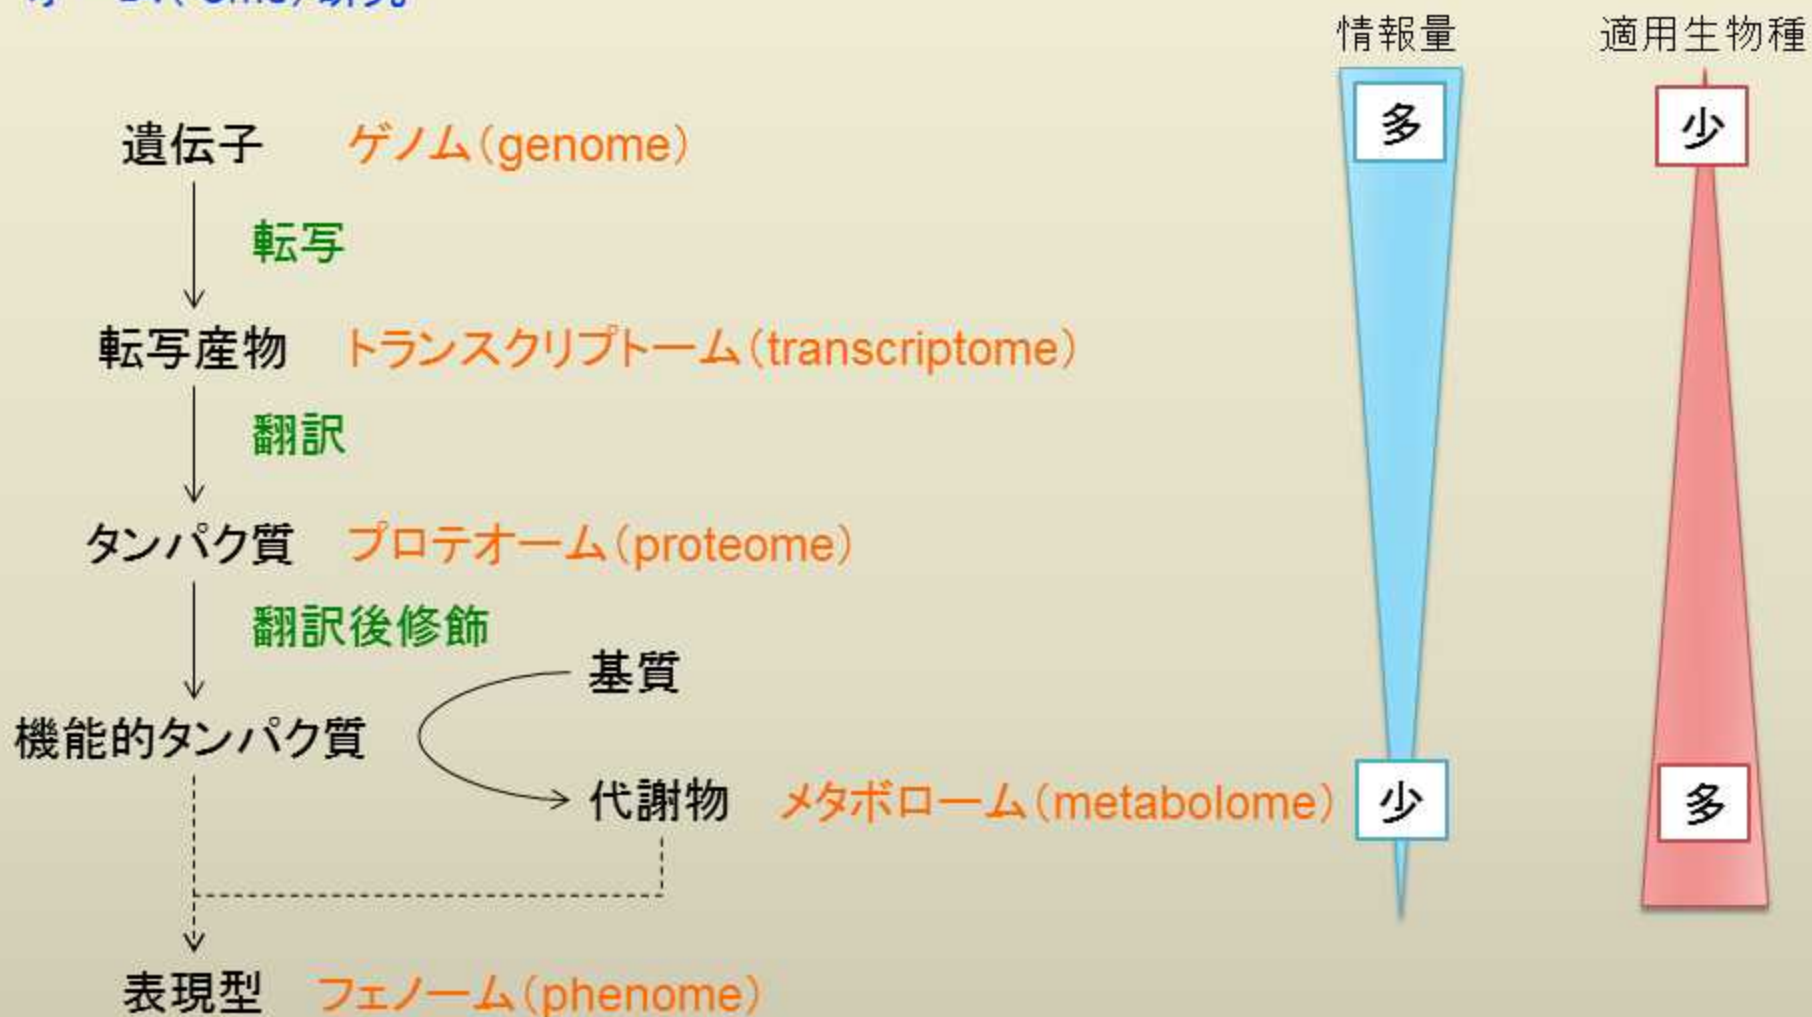 情報量
適用生物種
多
少
遺伝子 ゲノム(genome)
転写
転写産物 トランスクリプトーム(transcriptome)
翻訳
タンパク質 プロテオーム(proteome)
翻訳後修飾
基質
機能的タンパク質
代謝物 メタボローム(metabolome)
少
多
表現型 フェノーム(phenome)